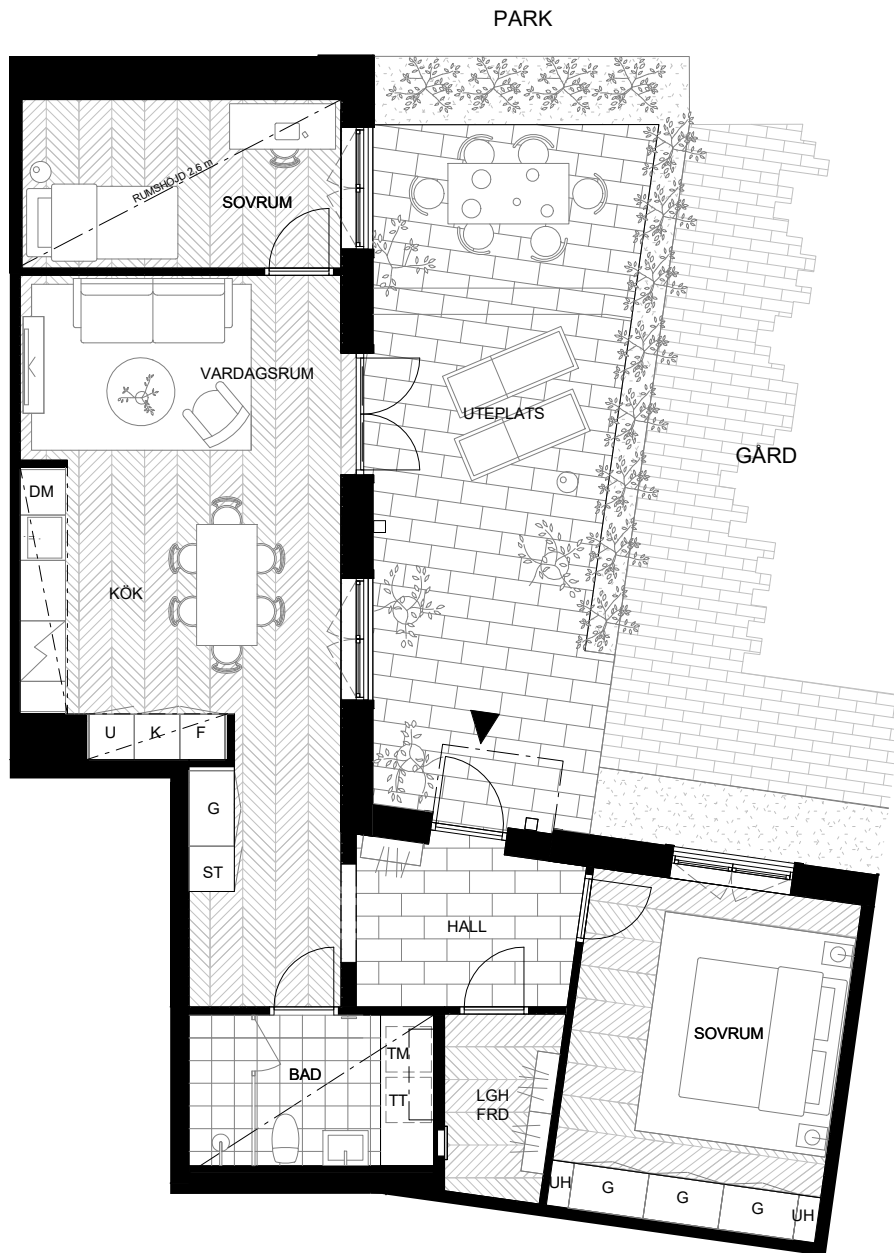 PARK
RUMSHÖJD 2,6 m
SOVRUM
VARDAGSRUM
UTEPLATS
GÅRD
DM
KÖK
U K F
G
ST
HALL
SOVRUM
BAD
TM
TT
LGH
FRD
UH G G G UH